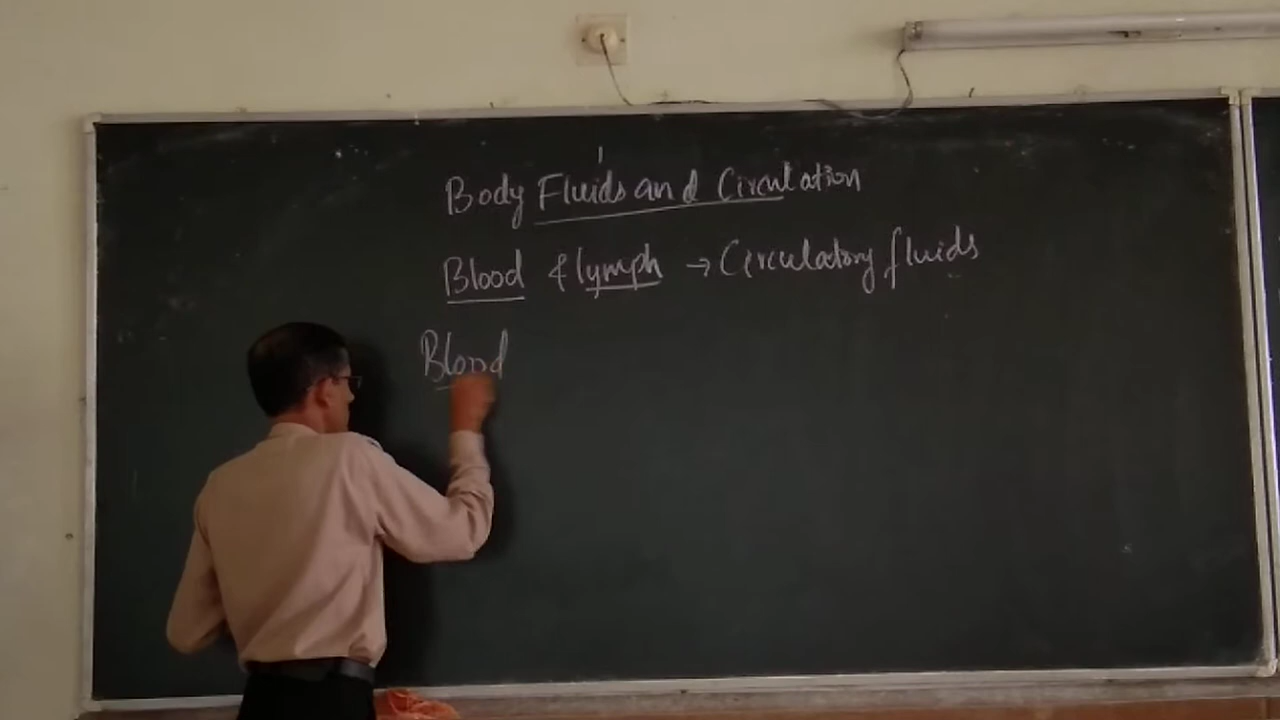 Body Fluids and Circulation
Blood & lymph → Circulatory fluids
Blood